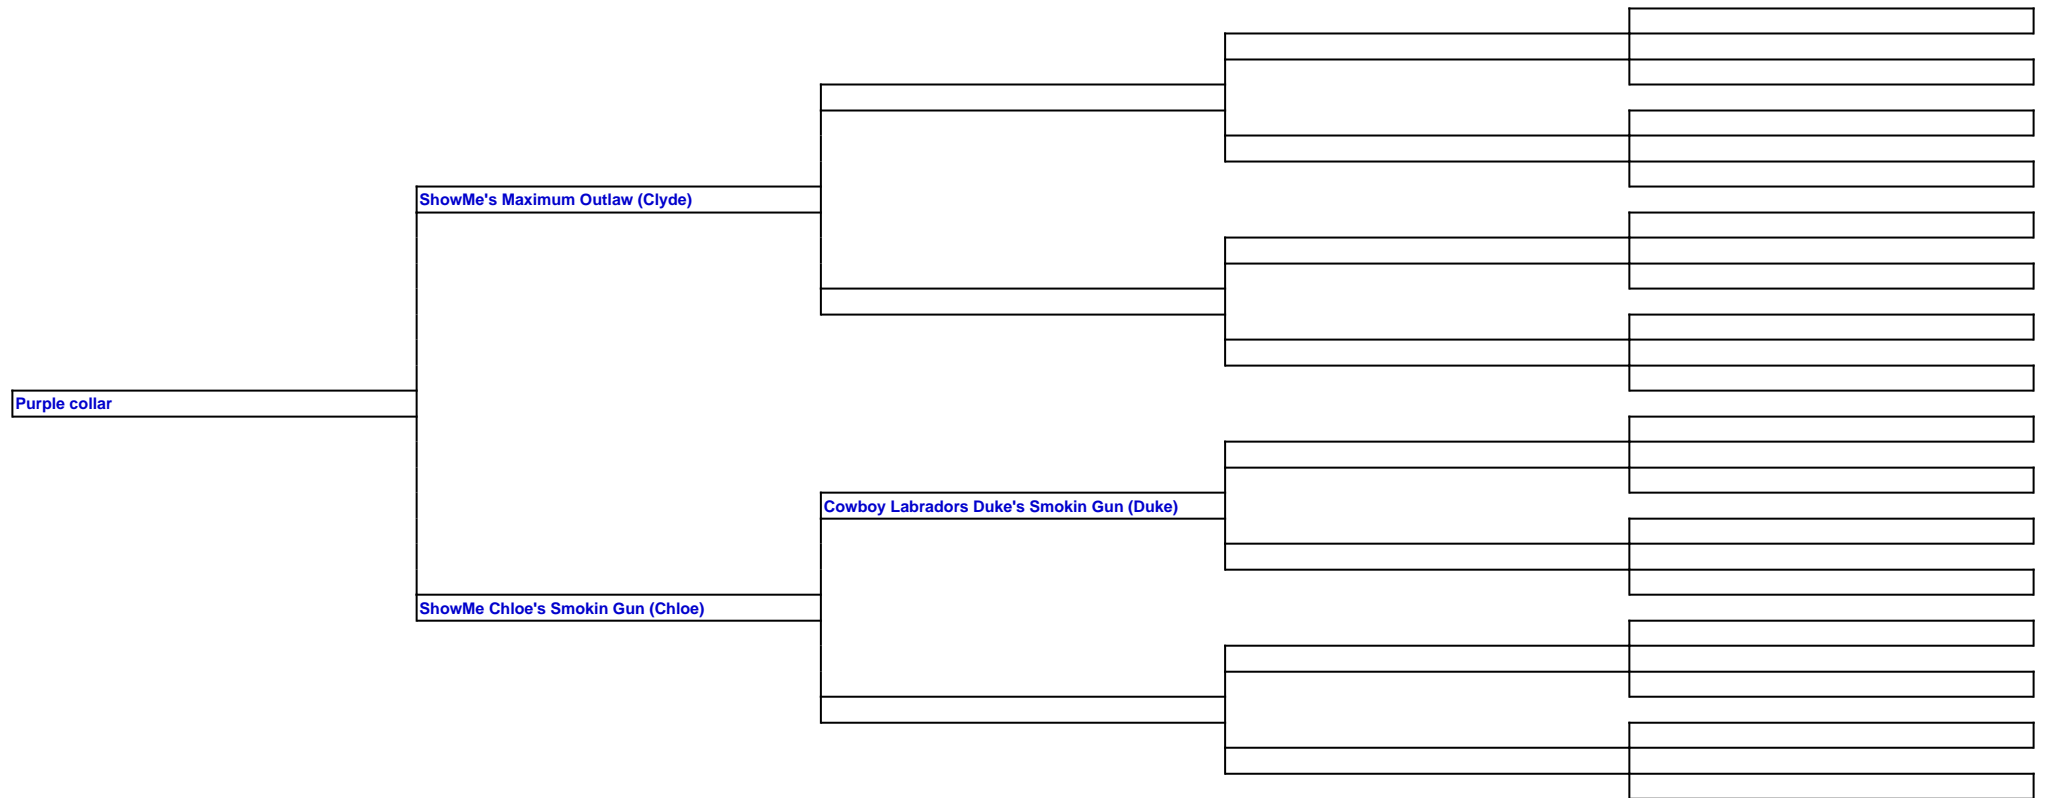 ShowMe's Maximum Outlaw (Clyde)
Purple collar
Cowboy Labradors Duke's Smokin Gun (Duke)
ShowMe Chloe's Smokin Gun (Chloe)